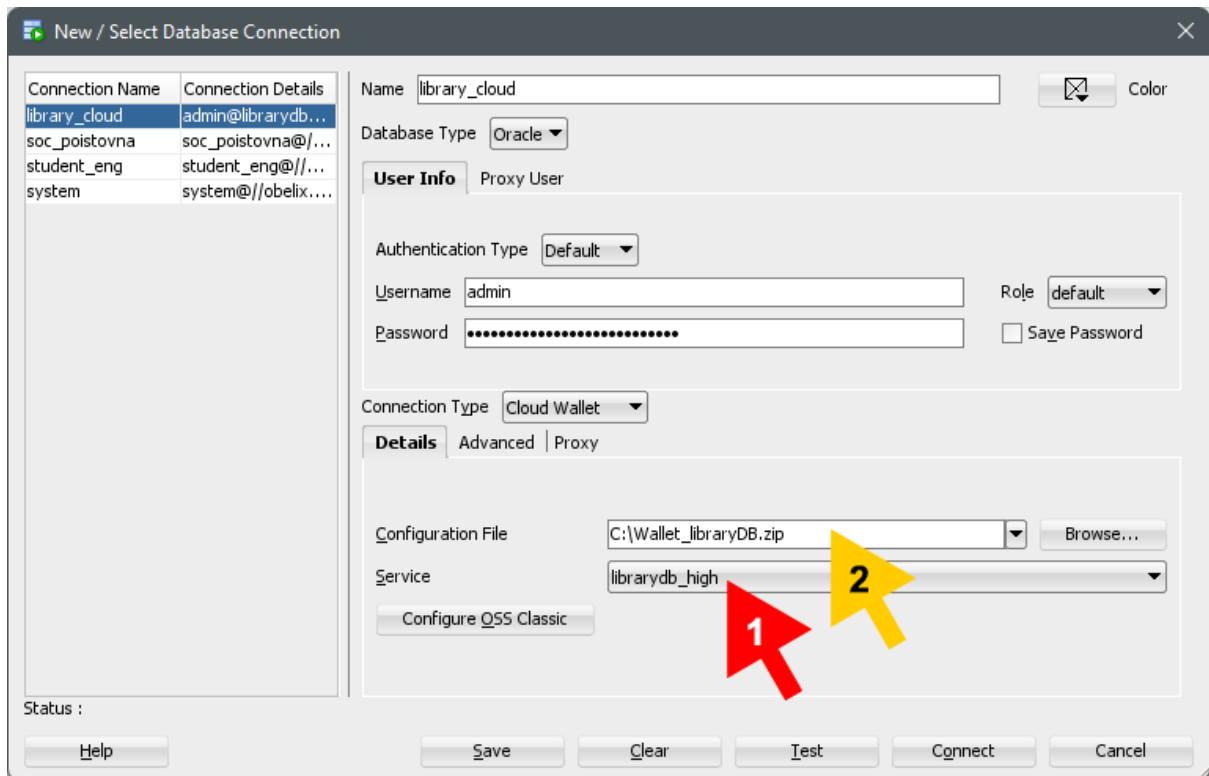 New / Select Database Connection
Connection Name Connection Details
library_cloud admin@librarydb...
soc_poistovna soc_poistovna@/...
student_eng student_eng@//...
system system@//obelix....
Name library_cloud Color
Database Type Oracle
User Info Proxy User
Authentication Type Default
Username admin Role default
Password Save Password
Connection Type Cloud Wallet
Details Advanced Proxy
Configuration File C:\Wallet_libraryDB.zip Browse...
Service librarydb_high
2
Configure OSS Classic
1
Status :
Help Save Clear Test Connect Cancel